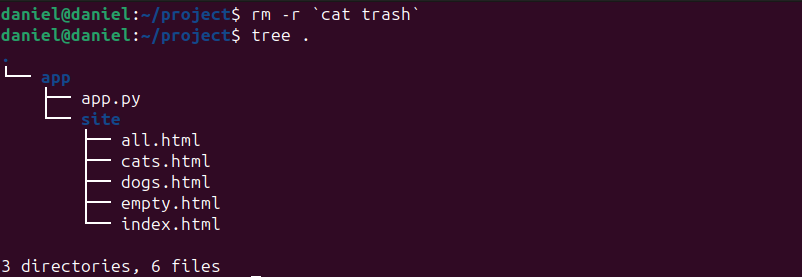 daniel@daniel:~/project$ rm -r `cat trash`
daniel@daniel:~/project$ tree .
.
└── app
    ├── app.py
    └── site
        ├── all.html
        ├── cats.html
        ├── dogs.html
        ├── empty.html
        └── index.html
3 directories, 6 files